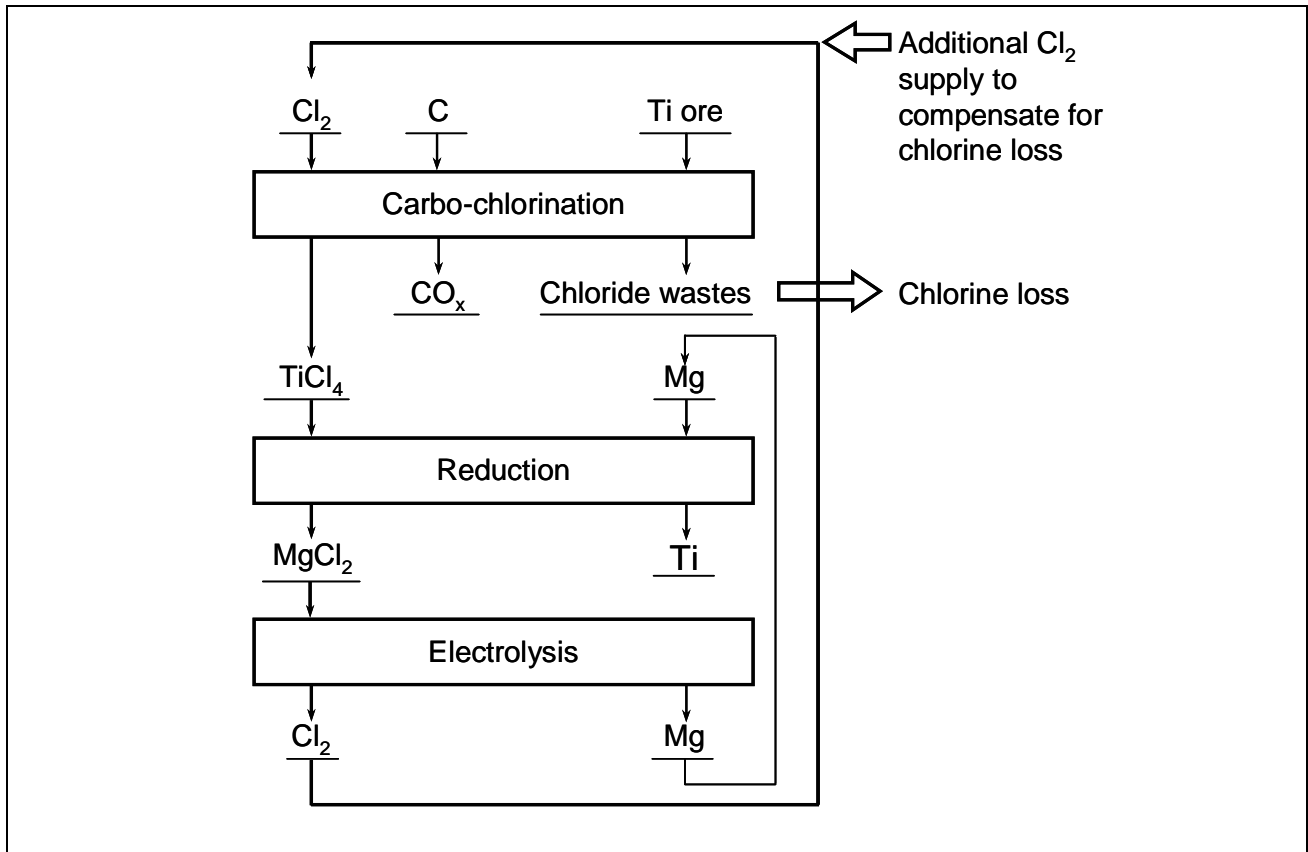 Additional Cl₂
supply to
compensate for
chlorine loss
Cl₂ C Ti ore
Carbo-chlorination
COₓ Chloride wastes Chlorine loss
TiCl₄ Mg
Reduction
MgCl₂ Ti
Electrolysis
Cl₂ Mg